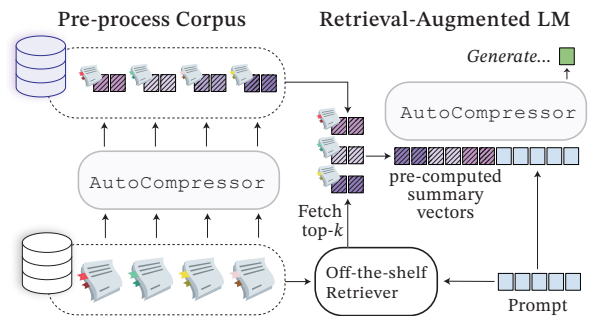 Pre-process Corpus
Retrieval-Augmented LM
Generate...
AutoCompressor
AutoCompressor
pre-computed
summary
vectors
Fetch
top-k
Off-the-shelf
Retriever
Prompt